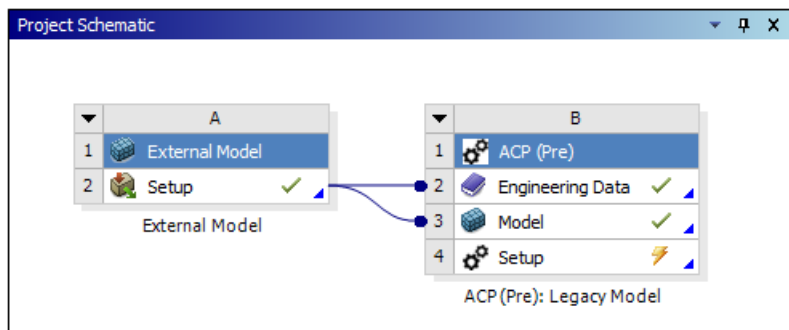 Project Schematic
A
1 External Model
2 Setup
External Model
B
1 ACP (Pre)
2 Engineering Data
3 Model
4 Setup
ACP (Pre): Legacy Model